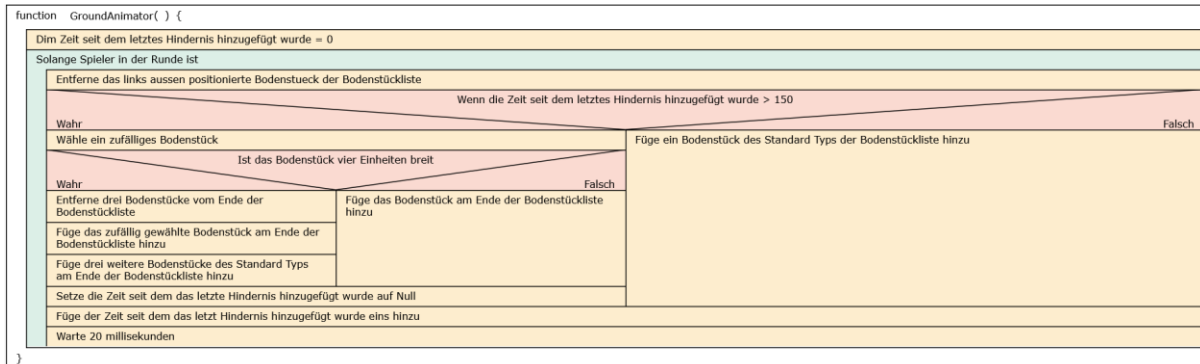 function GroundAnimator( ) {
Dim Zeit seit dem letztes Hindernis hinzugefügt wurde = 0
Solange Spieler in der Runde ist
Entferne das links aussen positionierte Bodenstueck der Bodenstückliste
Wenn die Zeit seit dem letztes Hindernis hinzugefügt wurde > 150
Wahr
Falsch
Wähle ein zufälliges Bodenstück
Ist das Bodenstück vier Einheiten breit
Wahr
Falsch
Entferne drei Bodenstücke vom Ende der
Bodenstückliste
Füge das zufällig gewählte Bodenstück am Ende der
Bodenstückliste hinzu
Füge drei weitere Bodenstücke des Standard Typs
am Ende der Bodenstückliste hinzu
Füge das Bodenstück am Ende der Bodenstückliste
hinzu
Setze die Zeit seit dem das letzte Hindernis hinzugefügt wurde auf Null
Füge ein Bodenstück des Standard Typs der Bodenstückliste hinzu
Füge der Zeit seit dem das letzt Hindernis hinzugefügt wurde eins hinzu
Warte 20 millisekunden
}